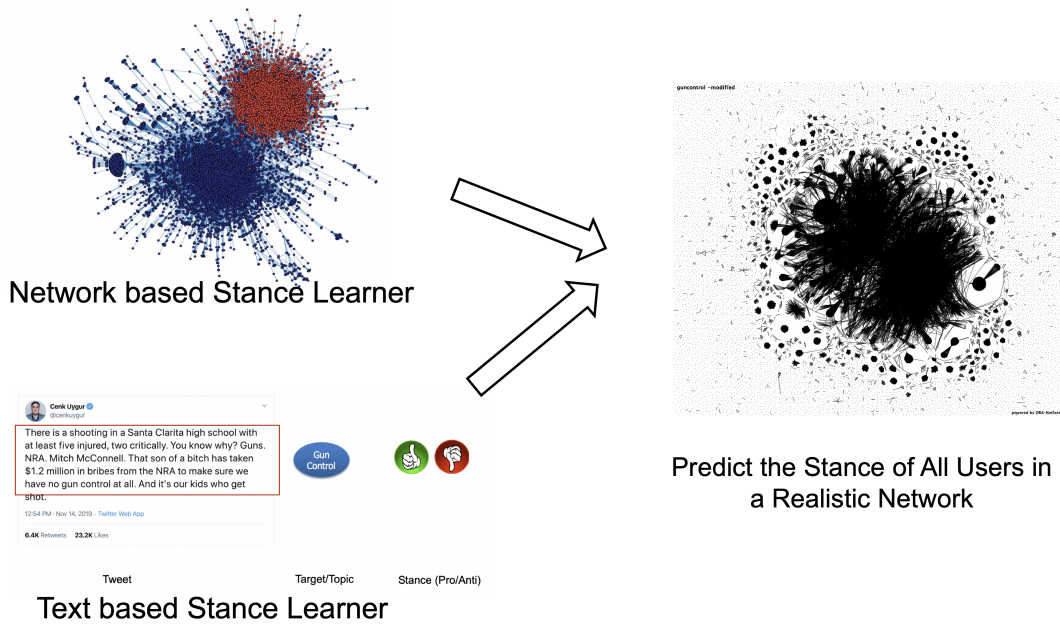 guncontrol -modified
Network based Stance Learner
Cenk Uygur
@cenkuygur
There is a shooting in a Santa Clarita high school with
at least five injured, two critically. You know why? Guns.
NRA. Mitch McConnell. That son of a bitch has taken
$1.2 million in bribes from the NRA to make sure we
have no gun control at all. And it's our kids who get
shot.
12:54 PM · Nov 14, 2019 · Twitter Web App
6.4K Retweets 23.2K Likes
Gun
Control
Tweet
Target/Topic
Stance (Pro/Anti)
Text based Stance Learner
powered by ORA-NetScenes
Predict the Stance of All Users in
a Realistic Network